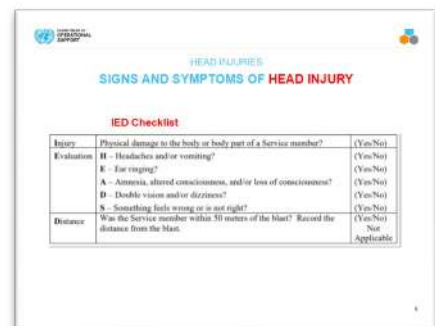 OPERATIONAL
SUPPORT
HEAD INJURIES
SIGNS AND SYMPTOMS OF HEAD INJURY
IED Checklist
Injury Physical damage to the body or body part of a Service member? (Yes/No)
Evaluation H – Headaches and/or vomiting? (Yes/No)
E – Ear ringing? (Yes/No)
A – Amnesia, altered consciousness, and/or loss of consciousness? (Yes/No)
D – Double vision and/or dizziness? (Yes/No)
S – Something feels wrong or is not right? (Yes/No)
Distance Was the Service member within 50 meters of the blast? Record the (Yes/No)
distance from the blast. Not
Applicable